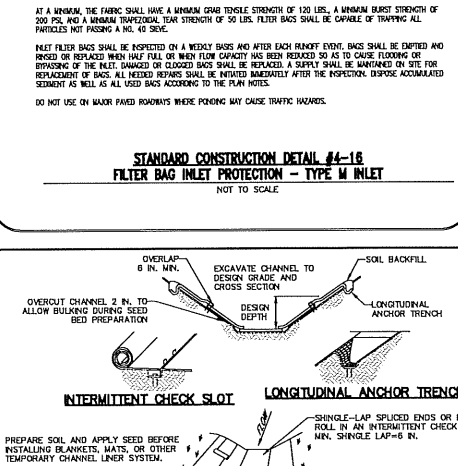 AT A MINIMUM, THE FABRIC SHALL HAVE A MINIMUM GRAB TENSILE STRENGTH OF 120 LBS., A MINIMUM BURST STRENGTH OF
200 PSI, AND A MINIMUM TRAPEZOIDAL TEAR STRENGTH OF 50 LBS. FILTER BAGS SHALL BE CAPABLE OF TRAPPING ALL
PARTICLES NOT PASSING A NO. 40 SIEVE.
INLET FILTER BAGS SHALL BE INSPECTED ON A WEEKLY BASIS AND AFTER EACH RUNOFF EVENT. BAGS SHALL BE EMPTIED AND
RINSED OR REPLACED WHEN HALF FULL OR WHEN FLOW CAPACITY HAS BEEN REDUCED SO AS TO CAUSE FLOODING OR
BYPASSING OF THE INLET. DAMAGED OR CLOGGED BAGS SHALL BE REPLACED. A SUPPLY SHALL BE MAINTAINED ON SITE FOR
REPLACEMENT OF BAGS. ALL NEEDED REPAIRS SHALL BE INITIATED IMMEDIATELY AFTER THE INSPECTION. DISPOSE ACCUMULATED
SEDIMENT AS WELL AS ALL USED BAGS ACCORDING TO THE PLAN NOTES.
DO NOT USE ON MAJOR PAVED ROADWAYS WHERE PONDING MAY CAUSE TRAFFIC HAZARDS.
STANDARD CONSTRUCTION DETAIL #4-16
FILTER BAG INLET PROTECTION - TYPE M INLET
NOT TO SCALE
OVERLAP
6 IN. MIN.
EXCAVATE CHANNEL TO
DESIGN GRADE AND
CROSS SECTION
SOIL BACKFILL
OVERCUT CHANNEL 2 IN. TO
ALLOW BULKING DURING SEED
BED PREPARATION
DESIGN
DEPTH
LONGITUDINAL
ANCHOR TRENCH
INTERMITTENT CHECK SLOT
LONGITUDINAL ANCHOR TRENCH
SHINGLE-LAP SPLICED ENDS OR
ROLL IN AN INTERMITTENT CHECK
MIN. SHINGLE LAP=6 IN.
PREPARE SOIL AND APPLY SEED BEFORE
INSTALLING BLANKETS, MATS, OR OTHER
TEMPORARY CHANNEL LINER SYSTEM.